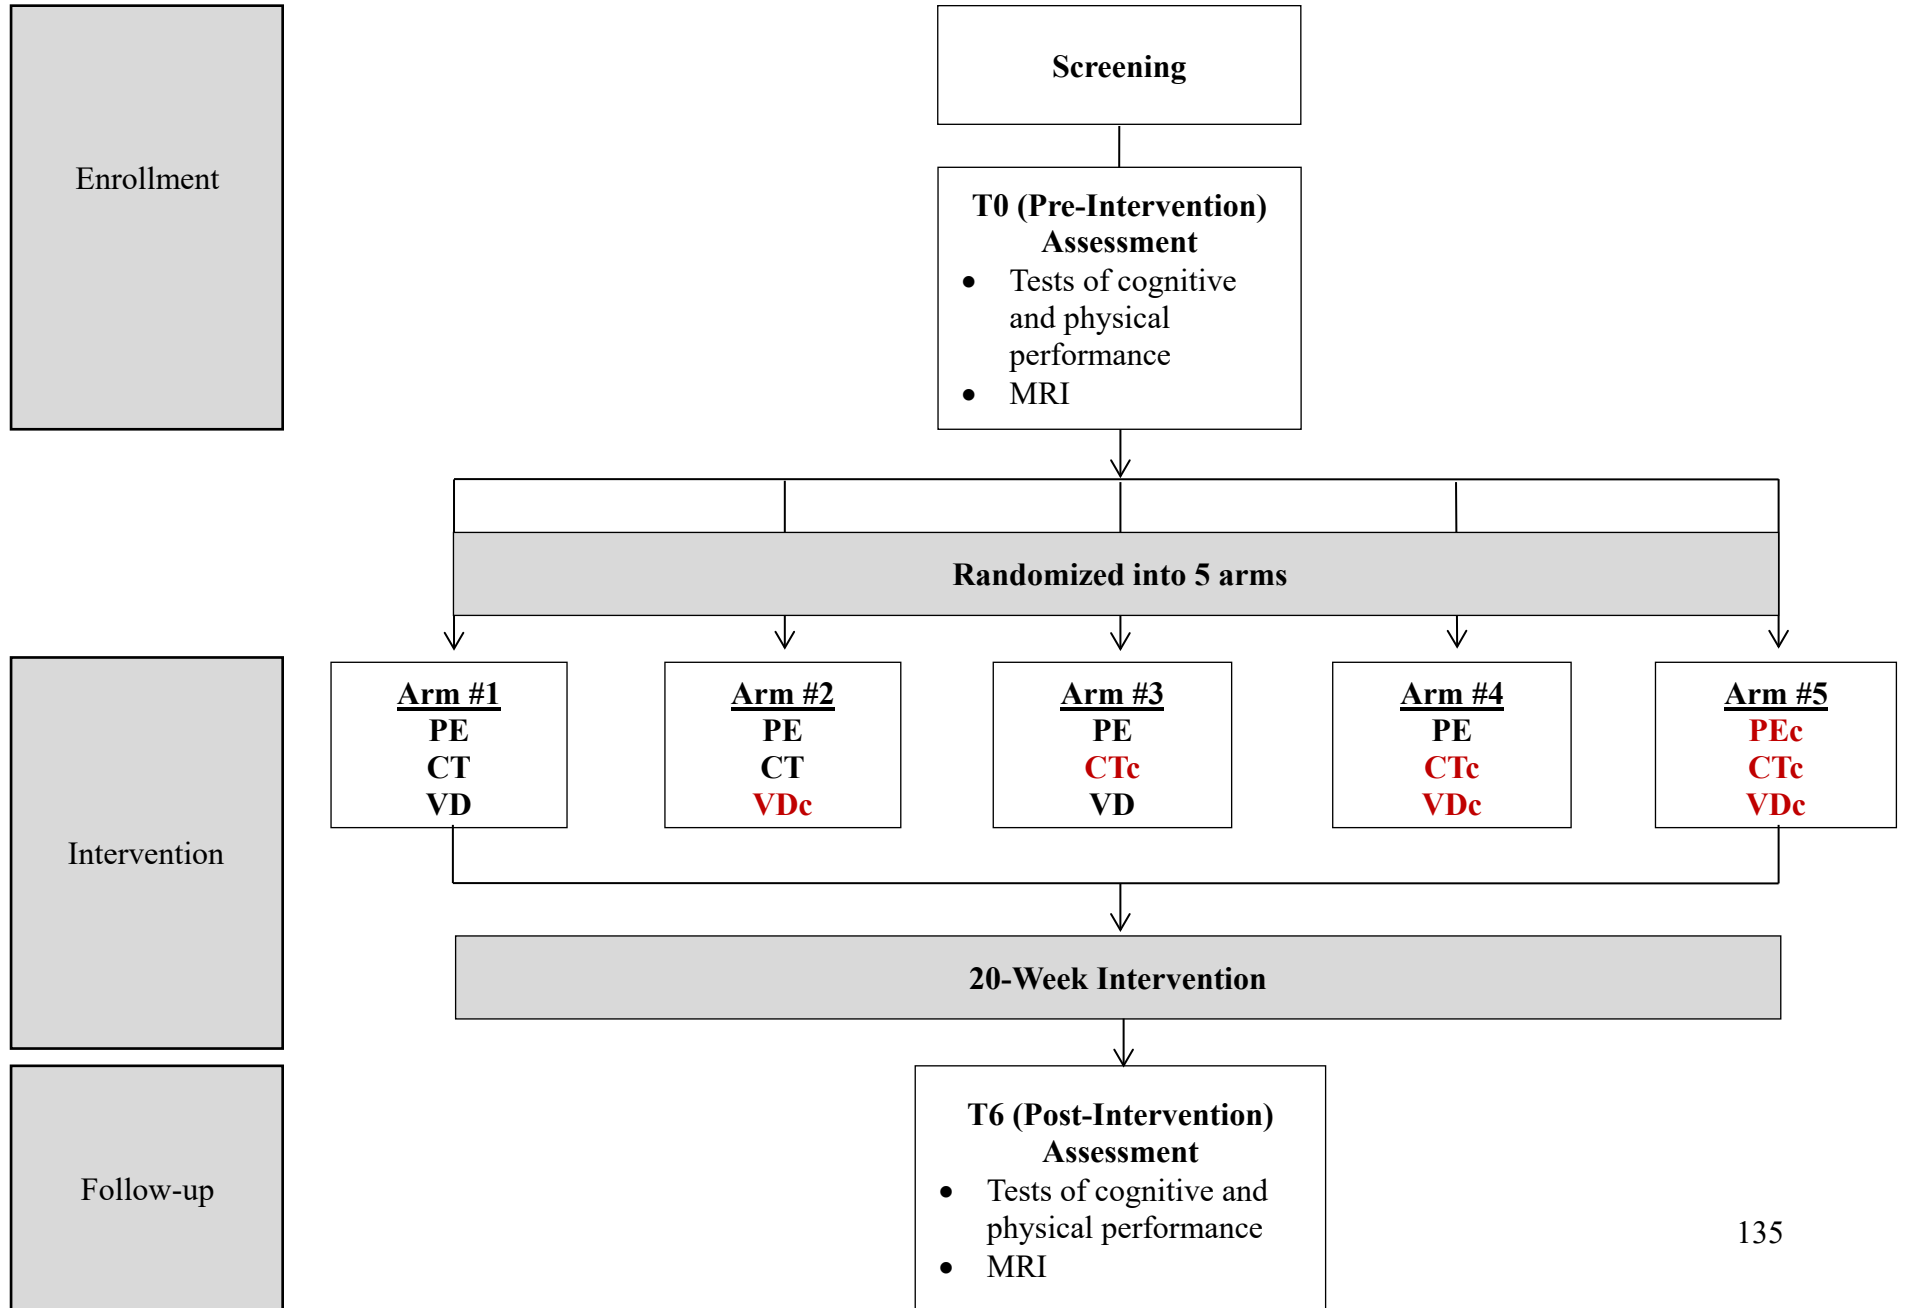 Enrollment
Screening
T0 (Pre-Intervention)
Assessment
• Tests of cognitive
and physical
performance
• MRI
Randomized into 5 arms
Intervention
Arm #1
PE
CT
VD
Arm #2
PE
CT
VDc
Arm #3
PE
CTc
VD
Arm #4
PE
CTc
VDc
Arm #5
PEc
CTc
VDc
20-Week Intervention
Follow-up
T6 (Post-Intervention)
Assessment
• Tests of cognitive and
physical performance
• MRI
135